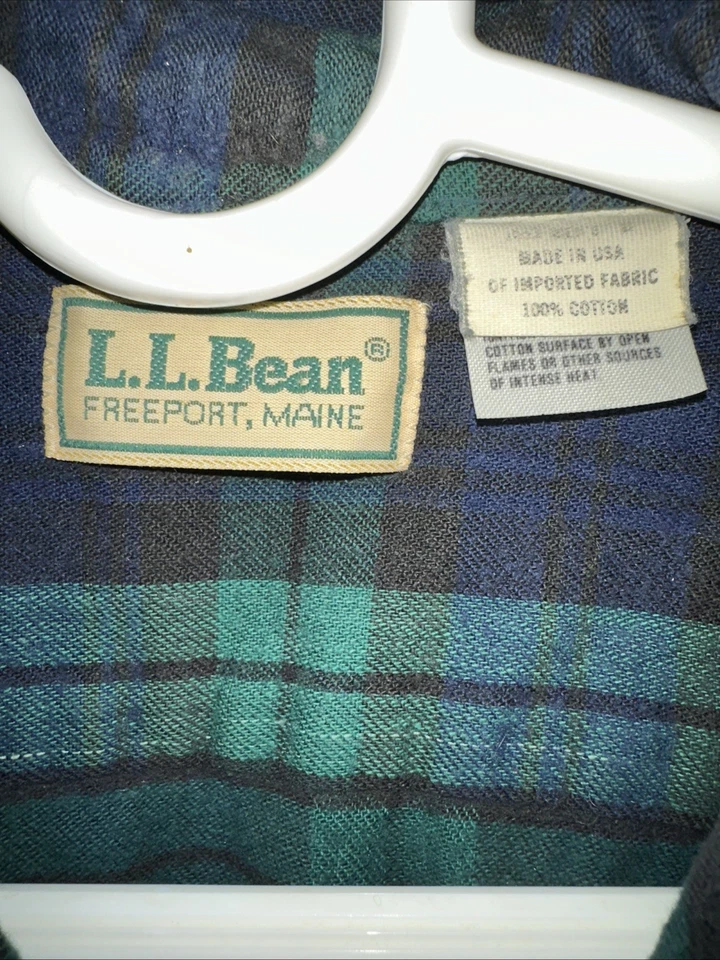 L.L.Bean®
FREEPORT, MAINE
MADE IN USA
OF IMPORTED FABRIC
100% COTTON
COTTON SURFACE BY OPEN
FLAMES OR OTHER SOURCES
OF INTENSE HEAT